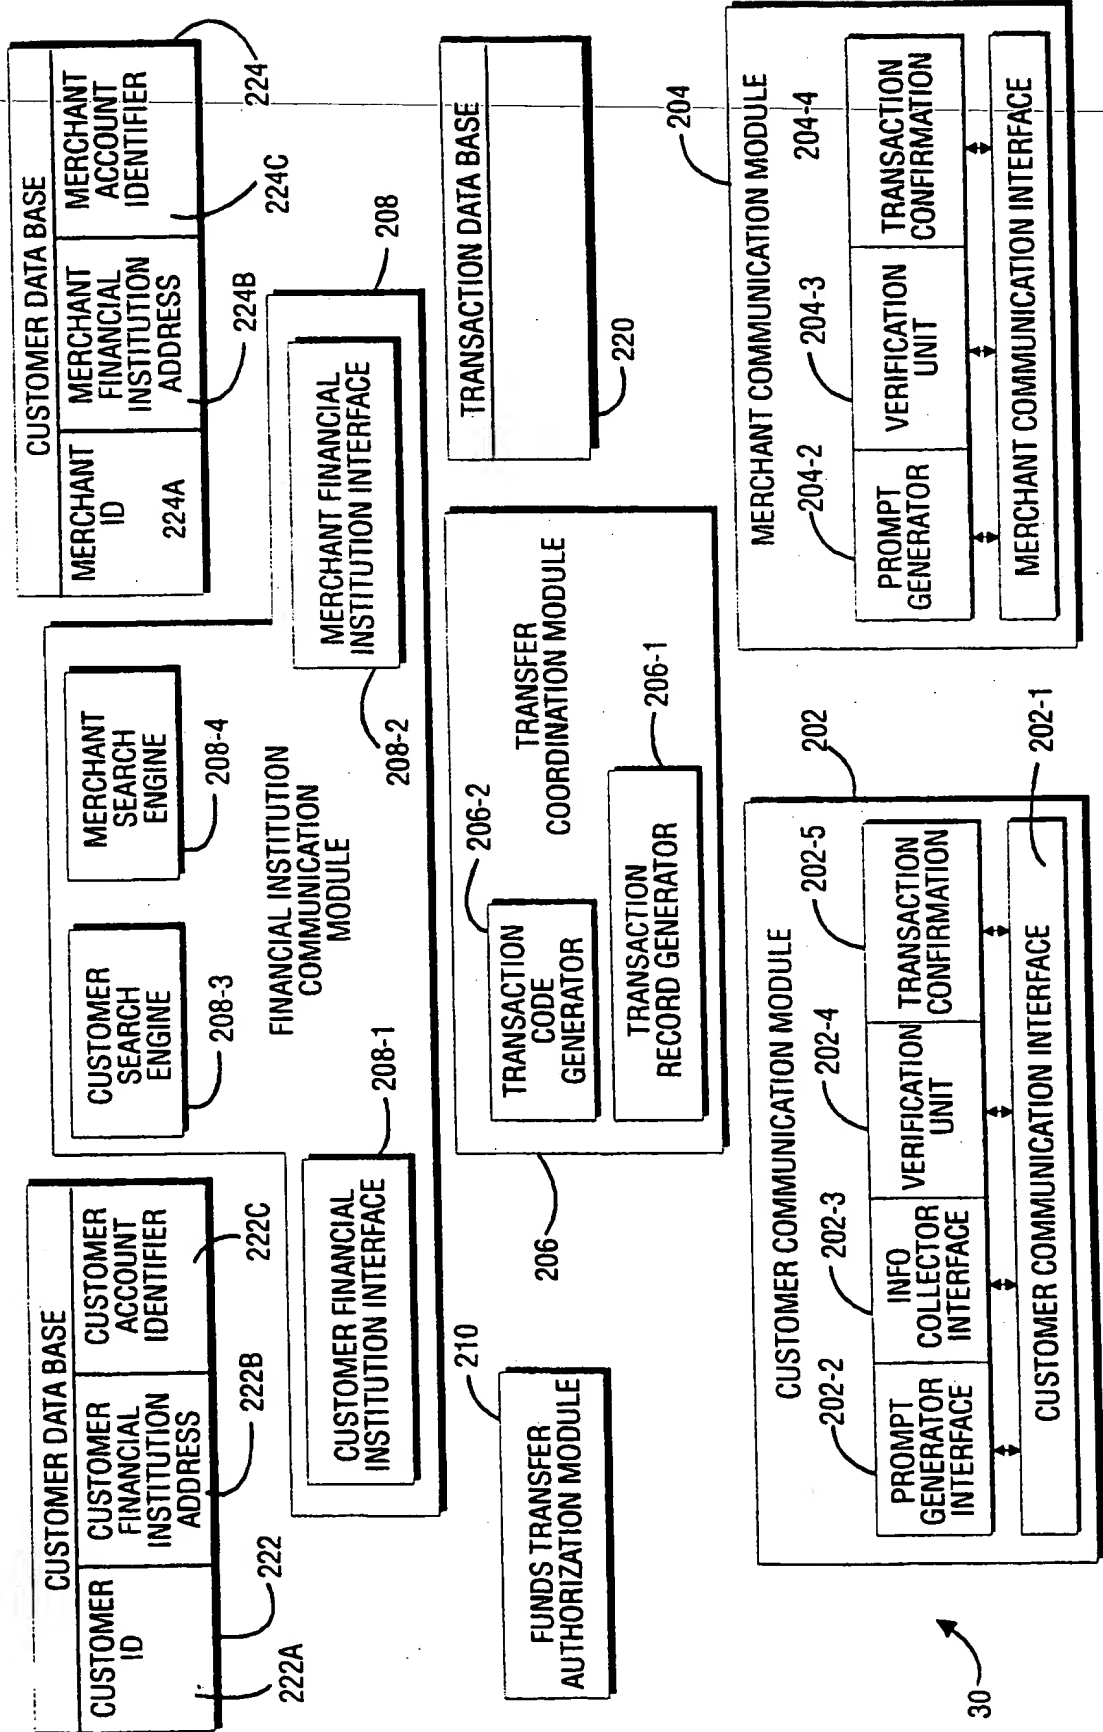 CUSTOMER DATA BASE
CUSTOMER
ID
222A
CUSTOMER
FINANCIAL
INSTITUTION
ADDRESS
222B
CUSTOMER
ACCOUNT
IDENTIFIER
222C
222
CUSTOMER
SEARCH
ENGINE
208-3
MERCHANT
SEARCH
ENGINE
208-4
CUSTOMER DATA BASE
MERCHANT
ID
224A
MERCHANT
FINANCIAL
INSTITUTION
ADDRESS
224B
MERCHANT
ACCOUNT
IDENTIFIER
224C
224
FINANCIAL INSTITUTION
COMMUNICATION
MODULE
CUSTOMER FINANCIAL
INSTITUTION INTERFACE
208-1
MERCHANT FINANCIAL
INSTITUTION INTERFACE
208-2
208
FUNDS TRANSFER
AUTHORIZATION MODULE
210
TRANSACTION
CODE
GENERATOR
206-2
TRANSFER
COORDINATION MODULE
TRANSACTION
RECORD GENERATOR
206-1
206
TRANSACTION DATA BASE
220
CUSTOMER COMMUNICATION MODULE
202
202-2
202-3
202-4
202-5
PROMPT
GENERATOR
INTERFACE
INFO
COLLECTOR
INTERFACE
VERIFICATION
UNIT
TRANSACTION
CONFIRMATION
CUSTOMER COMMUNICATION INTERFACE
202-1
MERCHANT COMMUNICATION MODULE
204
204-2
204-3
204-4
PROMPT
GENERATOR
VERIFICATION
UNIT
TRANSACTION
CONFIRMATION
MERCHANT COMMUNICATION INTERFACE
30